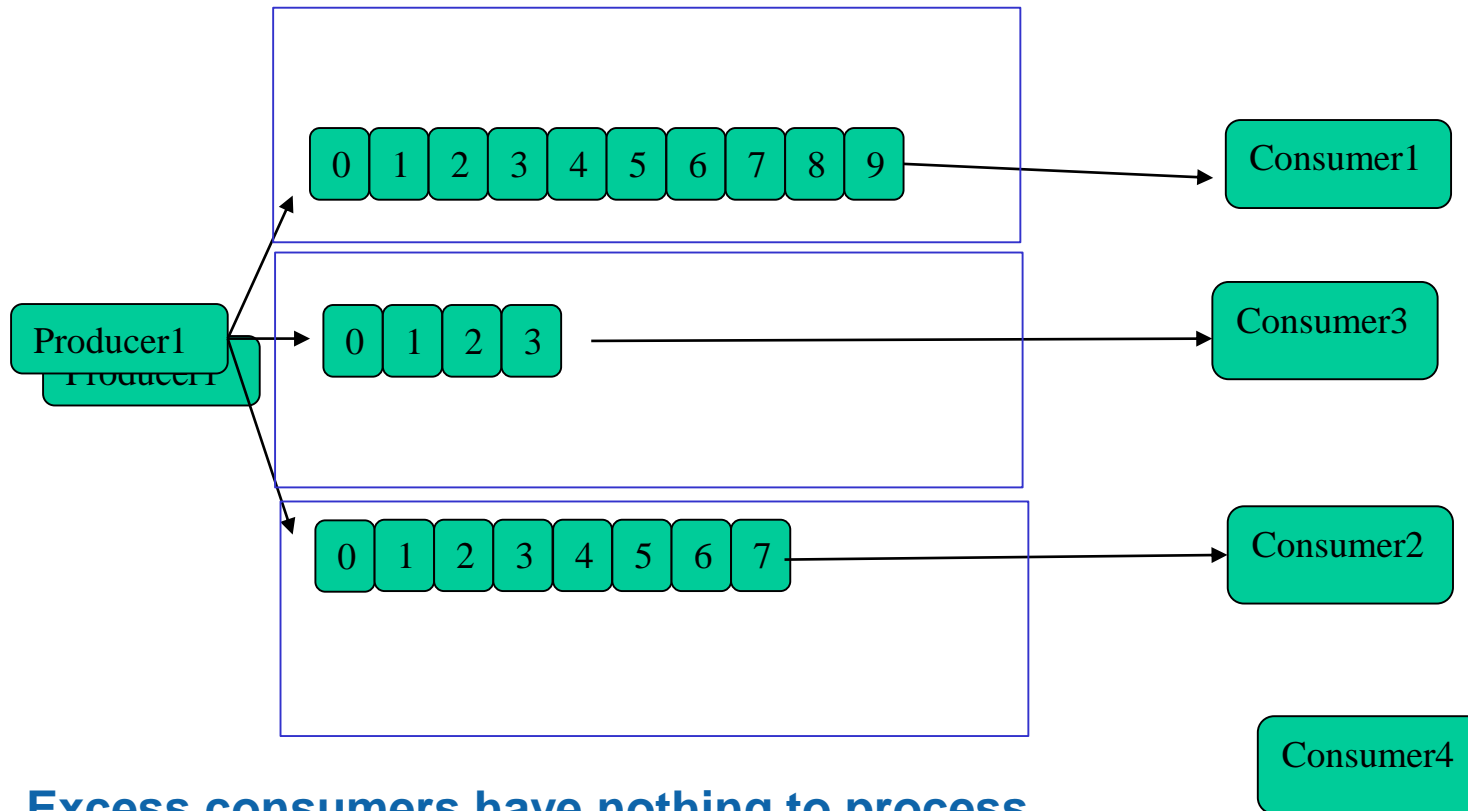 0 1 2 3 4 5 6 7 8 9
Consumer1
Producer1
Producer1
0 1 2 3
Consumer3
0 1 2 3 4 5 6 7
Consumer2
Consumer4
Excess consumers have nothing to process